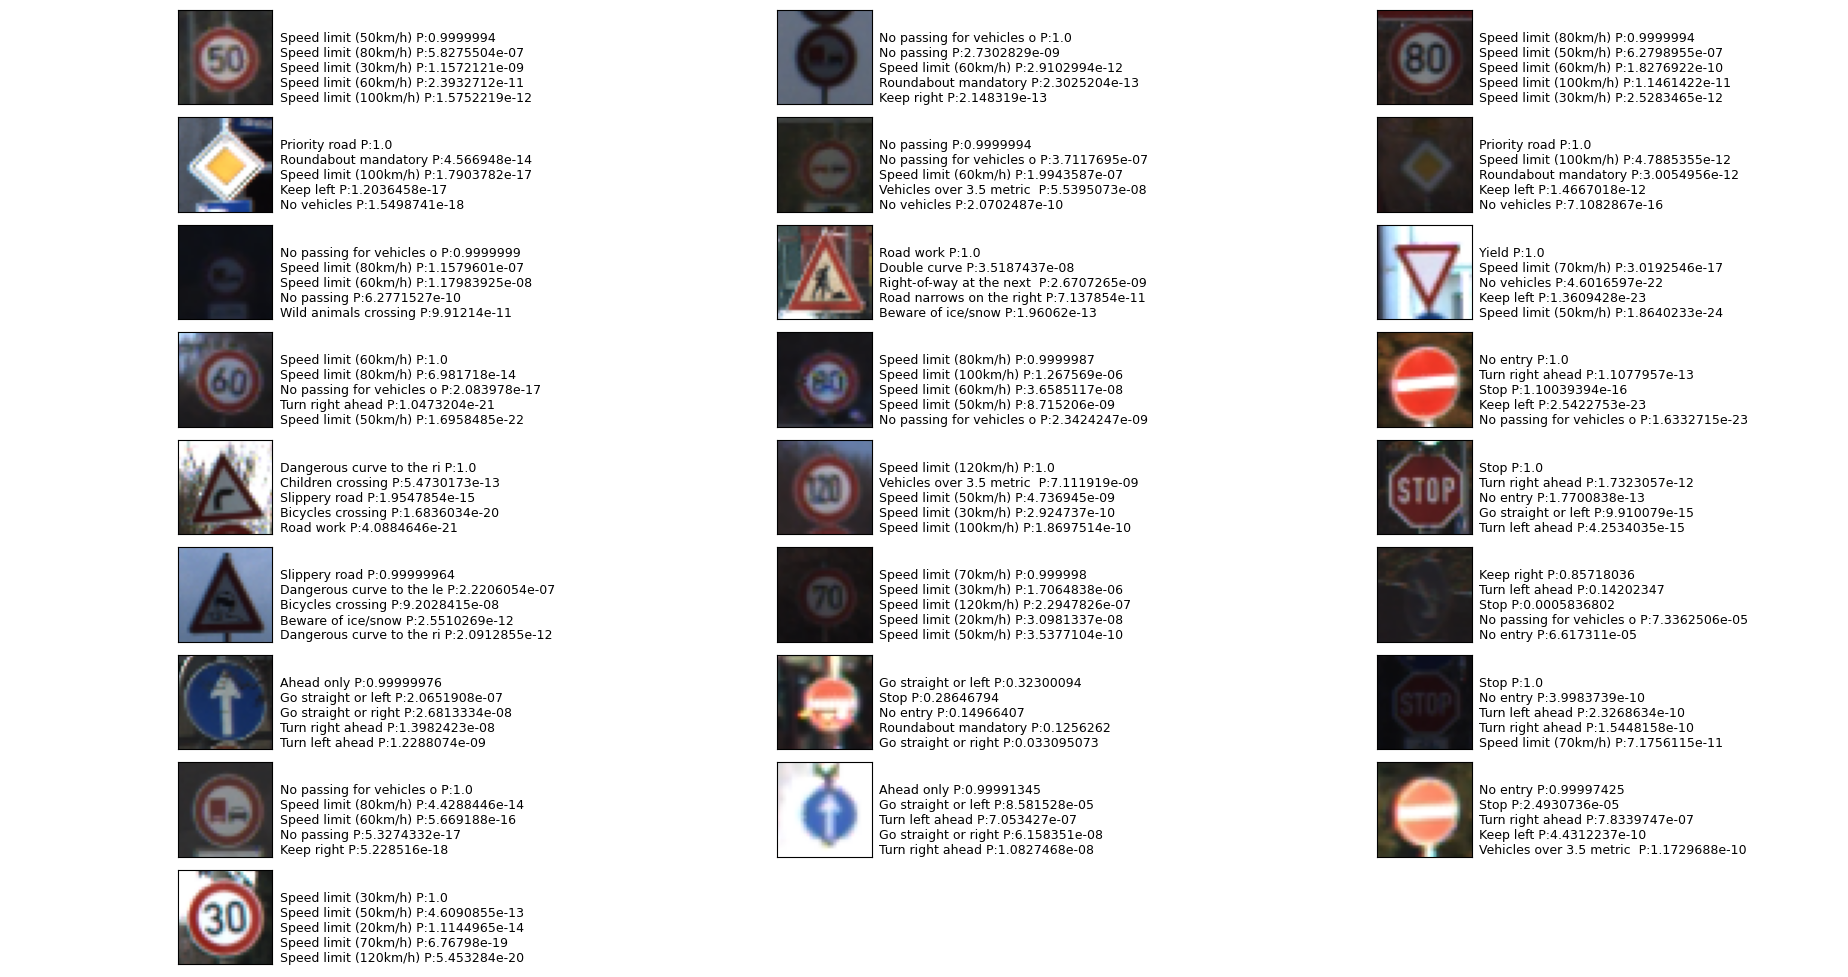 50
Speed limit (50km/h) P:0.9999994
Speed limit (80km/h) P:5.8275504e-07
Speed limit (30km/h) P:1.1572121e-09
Speed limit (60km/h) P:2.3932712e-11
Speed limit (100km/h) P:1.5752219e-12
No passing for vehicles o P:1.0
No passing P:2.7302829e-09
Speed limit (60km/h) P:2.9102994e-12
Roundabout mandatory P:2.3025204e-13
Keep right P:2.148319e-13
80
Speed limit (80km/h) P:0.9999994
Speed limit (50km/h) P:6.2798955e-07
Speed limit (60km/h) P:1.8276922e-10
Speed limit (100km/h) P:1.1461422e-11
Speed limit (30km/h) P:2.5283465e-12
Priority road P:1.0
Roundabout mandatory P:4.566948e-14
Speed limit (100km/h) P:1.7903782e-17
Keep left P:1.2036458e-17
No vehicles P:1.5498741e-18
No passing P:0.9999994
No passing for vehicles o P:3.7117695e-07
Speed limit (60km/h) P:1.9943587e-07
Vehicles over 3.5 metric  P:5.5395073e-08
No vehicles P:2.0702487e-10
Priority road P:1.0
Speed limit (100km/h) P:4.7885355e-12
Roundabout mandatory P:3.0054956e-12
Keep left P:1.4667018e-12
No vehicles P:7.1082867e-16
No passing for vehicles o P:0.9999999
Speed limit (80km/h) P:1.1579601e-07
Speed limit (60km/h) P:1.17983925e-08
No passing P:6.2771527e-10
Wild animals crossing P:9.91214e-11
Road work P:1.0
Double curve P:3.5187437e-08
Right-of-way at the next  P:2.6707265e-09
Road narrows on the right P:7.137854e-11
Beware of ice/snow P:1.96062e-13
Yield P:1.0
Speed limit (70km/h) P:3.0192546e-17
No vehicles P:4.6016597e-22
Keep left P:1.3609428e-23
Speed limit (50km/h) P:1.8640233e-24
60
Speed limit (60km/h) P:1.0
Speed limit (80km/h) P:6.981718e-14
No passing for vehicles o P:2.083978e-17
Turn right ahead P:1.0473204e-21
Speed limit (50km/h) P:1.6958485e-22
80
Speed limit (80km/h) P:0.9999987
Speed limit (100km/h) P:1.267569e-06
Speed limit (60km/h) P:3.6585117e-08
Speed limit (50km/h) P:8.715206e-09
No passing for vehicles o P:2.3424247e-09
No entry P:1.0
Turn right ahead P:1.1077957e-13
Stop P:1.10039394e-16
Keep left P:2.5422753e-23
No passing for vehicles o P:1.6332715e-23
Dangerous curve to the ri P:1.0
Children crossing P:5.4730173e-13
Slippery road P:1.9547854e-15
Bicycles crossing P:1.6836034e-20
Road work P:4.0884646e-21
120
Speed limit (120km/h) P:1.0
Vehicles over 3.5 metric  P:7.111919e-09
Speed limit (50km/h) P:4.736945e-09
Speed limit (30km/h) P:2.924737e-10
Speed limit (100km/h) P:1.8697514e-10
STOP
Stop P:1.0
Turn right ahead P:1.7323057e-12
No entry P:1.7700838e-13
Go straight or left P:9.910079e-15
Turn left ahead P:4.2534035e-15
Slippery road P:0.99999964
Dangerous curve to the le P:2.2206054e-07
Bicycles crossing P:9.2028415e-08
Beware of ice/snow P:2.5510269e-12
Dangerous curve to the ri P:2.0912855e-12
70
Speed limit (70km/h) P:0.999998
Speed limit (30km/h) P:1.7064838e-06
Speed limit (120km/h) P:2.2947826e-07
Speed limit (20km/h) P:3.0981337e-08
Speed limit (50km/h) P:3.5377104e-10
Keep right P:0.85718036
Turn left ahead P:0.14202347
Stop P:0.0005836802
No passing for vehicles o P:7.3362506e-05
No entry P:6.617311e-05
Ahead only P:0.99999976
Go straight or left P:2.0651908e-07
Go straight or right P:2.6813334e-08
Turn right ahead P:1.3982423e-08
Turn left ahead P:1.2288074e-09
Go straight or left P:0.32300094
Stop P:0.28646794
No entry P:0.14966407
Roundabout mandatory P:0.1256262
Go straight or right P:0.033095073
STOP
Stop P:1.0
No entry P:3.9983739e-10
Turn left ahead P:2.3268634e-10
Turn right ahead P:1.5448158e-10
Speed limit (70km/h) P:7.1756115e-11
No passing for vehicles o P:1.0
Speed limit (80km/h) P:4.4288446e-14
Speed limit (60km/h) P:5.669188e-16
No passing P:5.3274332e-17
Keep right P:5.228516e-18
Ahead only P:0.99991345
Go straight or left P:8.581528e-05
Turn left ahead P:7.053427e-07
Go straight or right P:6.158351e-08
Turn right ahead P:1.0827468e-08
No entry P:0.99997425
Stop P:2.4930736e-05
Turn right ahead P:7.8339747e-07
Keep left P:4.4312237e-10
Vehicles over 3.5 metric  P:1.1729688e-10
30
Speed limit (30km/h) P:1.0
Speed limit (50km/h) P:4.6090855e-13
Speed limit (20km/h) P:1.1144965e-14
Speed limit (70km/h) P:6.76798e-19
Speed limit (120km/h) P:5.453284e-20